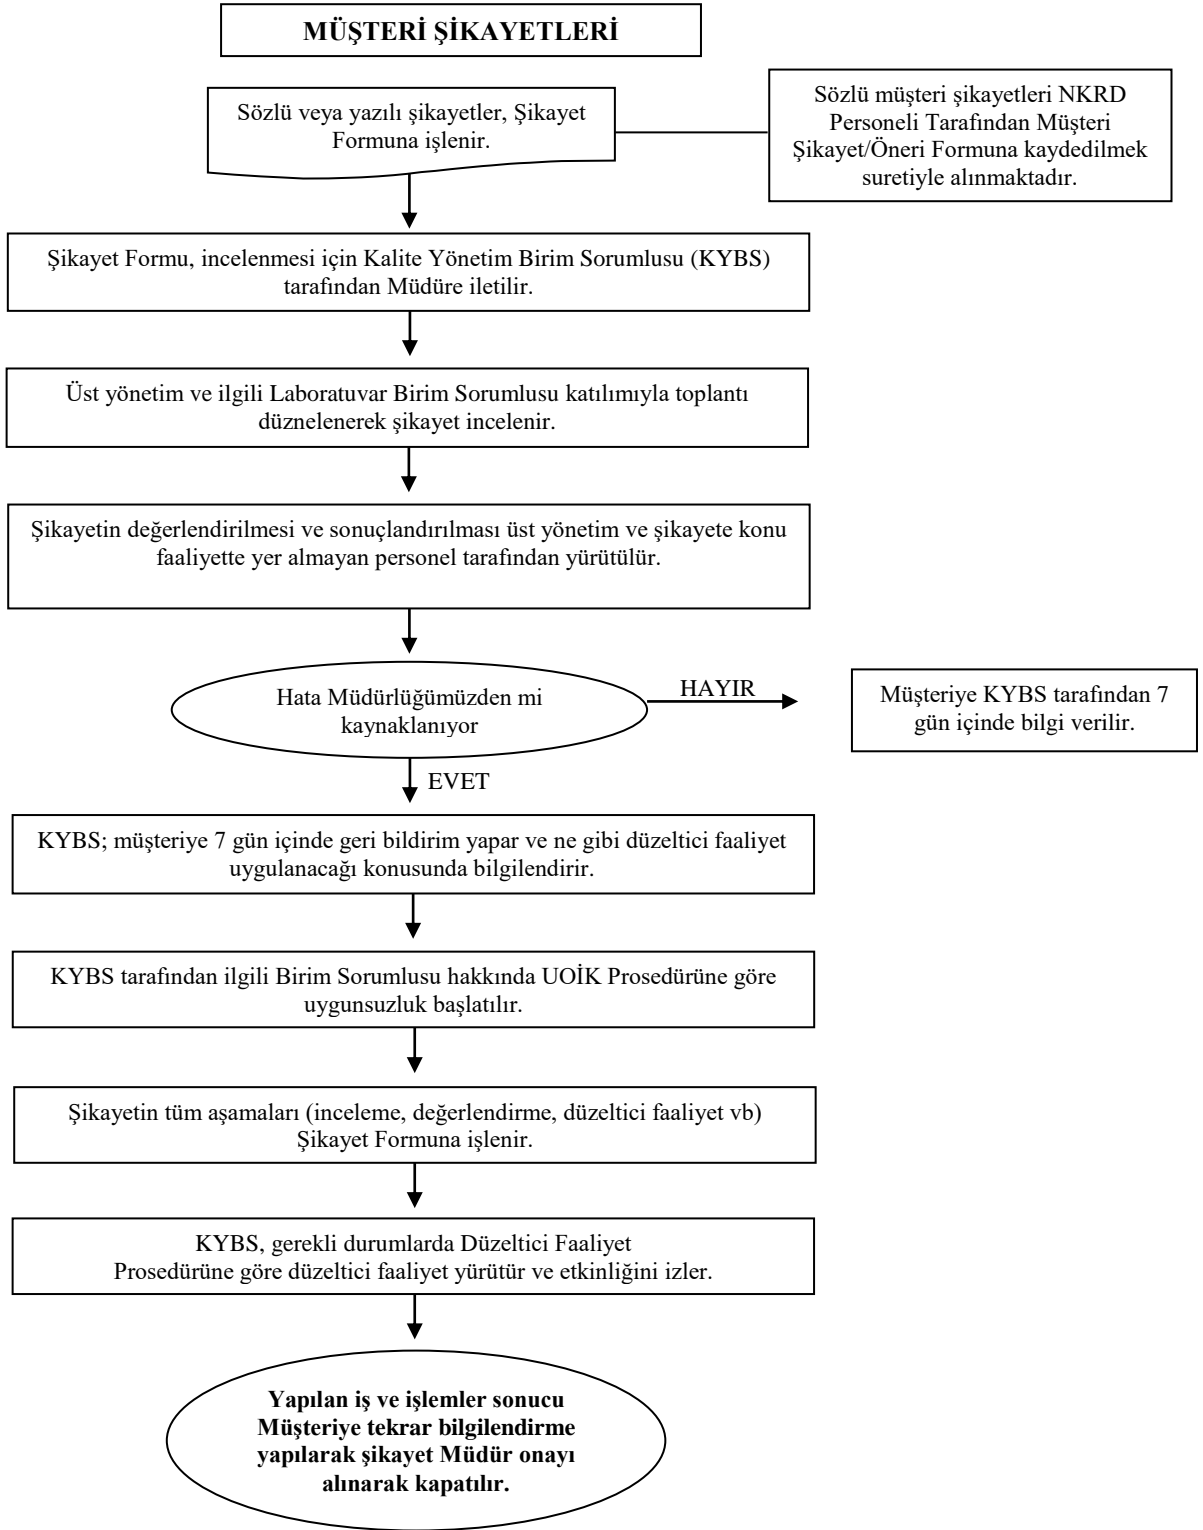 MÜŞTERİ ŞİKAYETLERİ
Sözlü veya yazılı şikayetler, Şikayet
Formuna işlenir.
Sözlü müşteri şikayetleri NKRD
Personeli Tarafından Müşteri
Şikayet/Öneri Formuna kaydedilmek
suretiyle alınmaktadır.
Şikayet Formu, incelenmesi için Kalite Yönetim Birim Sorumlusu (KYBS)
tarafından Müdüre iletilir.
Üst yönetim ve ilgili Laboratuvar Birim Sorumlusu katılımıyla toplantı
düznelenerek şikayet incelenir.
Şikayetin değerlendirilmesi ve sonuçlandırılması üst yönetim ve şikayete konu
faaliyette yer almayan personel tarafından yürütülür.
Hata Müdürlüğümüzden mi
kaynaklanıyor
HAYIR
Müşteriye KYBS tarafından 7
gün içinde bilgi verilir.
EVET
KYBS; müşteriye 7 gün içinde geri bildirim yapar ve ne gibi düzeltici faaliyet
uygulanacağı konusunda bilgilendirir.
KYBS tarafından ilgili Birim Sorumlusu hakkında UOİK Prosedürüne göre
uygunsuzluk başlatılır.
Şikayetin tüm aşamaları (inceleme, değerlendirme, düzeltici faaliyet vb)
Şikayet Formuna işlenir.
KYBS, gerekli durumlarda Düzeltici Faaliyet
Prosedürüne göre düzeltici faaliyet yürütür ve etkinliğini izler.
Yapılan iş ve işlemler sonucu
Müşteriye tekrar bilgilendirme
yapılarak şikayet Müdür onayı
alınarak kapatılır.